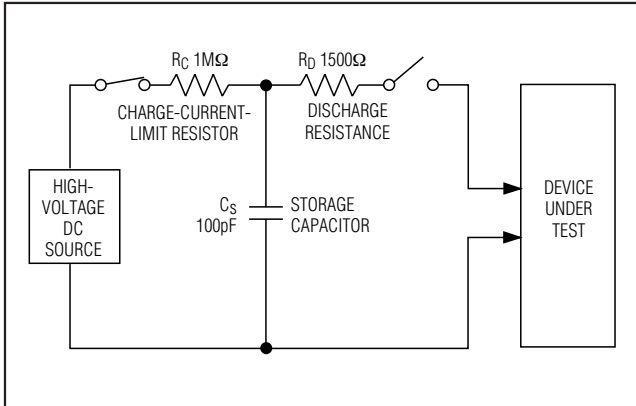 R_C 1MΩ
CHARGE-CURRENT-
LIMIT RESISTOR
R_D 1500Ω
DISCHARGE
RESISTANCE
HIGH-
VOLTAGE
DC
SOURCE
C_S
100pF
STORAGE
CAPACITOR
DEVICE
UNDER
TEST